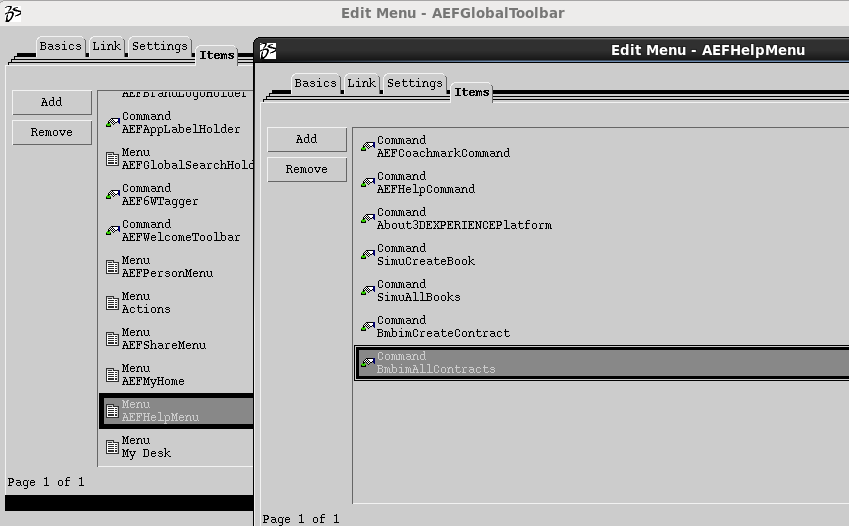 Edit Menu - AEFGlobalToolbar
Basics
Link
Settings
Items
Add
Remove
AEFBrandLogoHolder
Command
AEFAppLabelHolder
Menu
AEFGlobalSearchHold
Command
AEF6WTagger
Command
AEFWelcomeToolbar
Menu
AEFPersonMenu
Menu
Actions
Menu
AEFShareMenu
Menu
AEFMyHome
Menu
AEFHelpMenu
Menu
My Desk
Page 1 of 1
Edit Menu - AEFHelpMenu
Basics
Link
Settings
Items
Add
Remove
Command
AEFCoachmarkCommand
Command
AEFHelpCommand
Command
About3DEXPERIENCEPlatform
Command
SimuCreateBook
Command
SimuAllBooks
Command
BmbimCreateContract
Command
BmbimAllContracts
Page 1 of 1